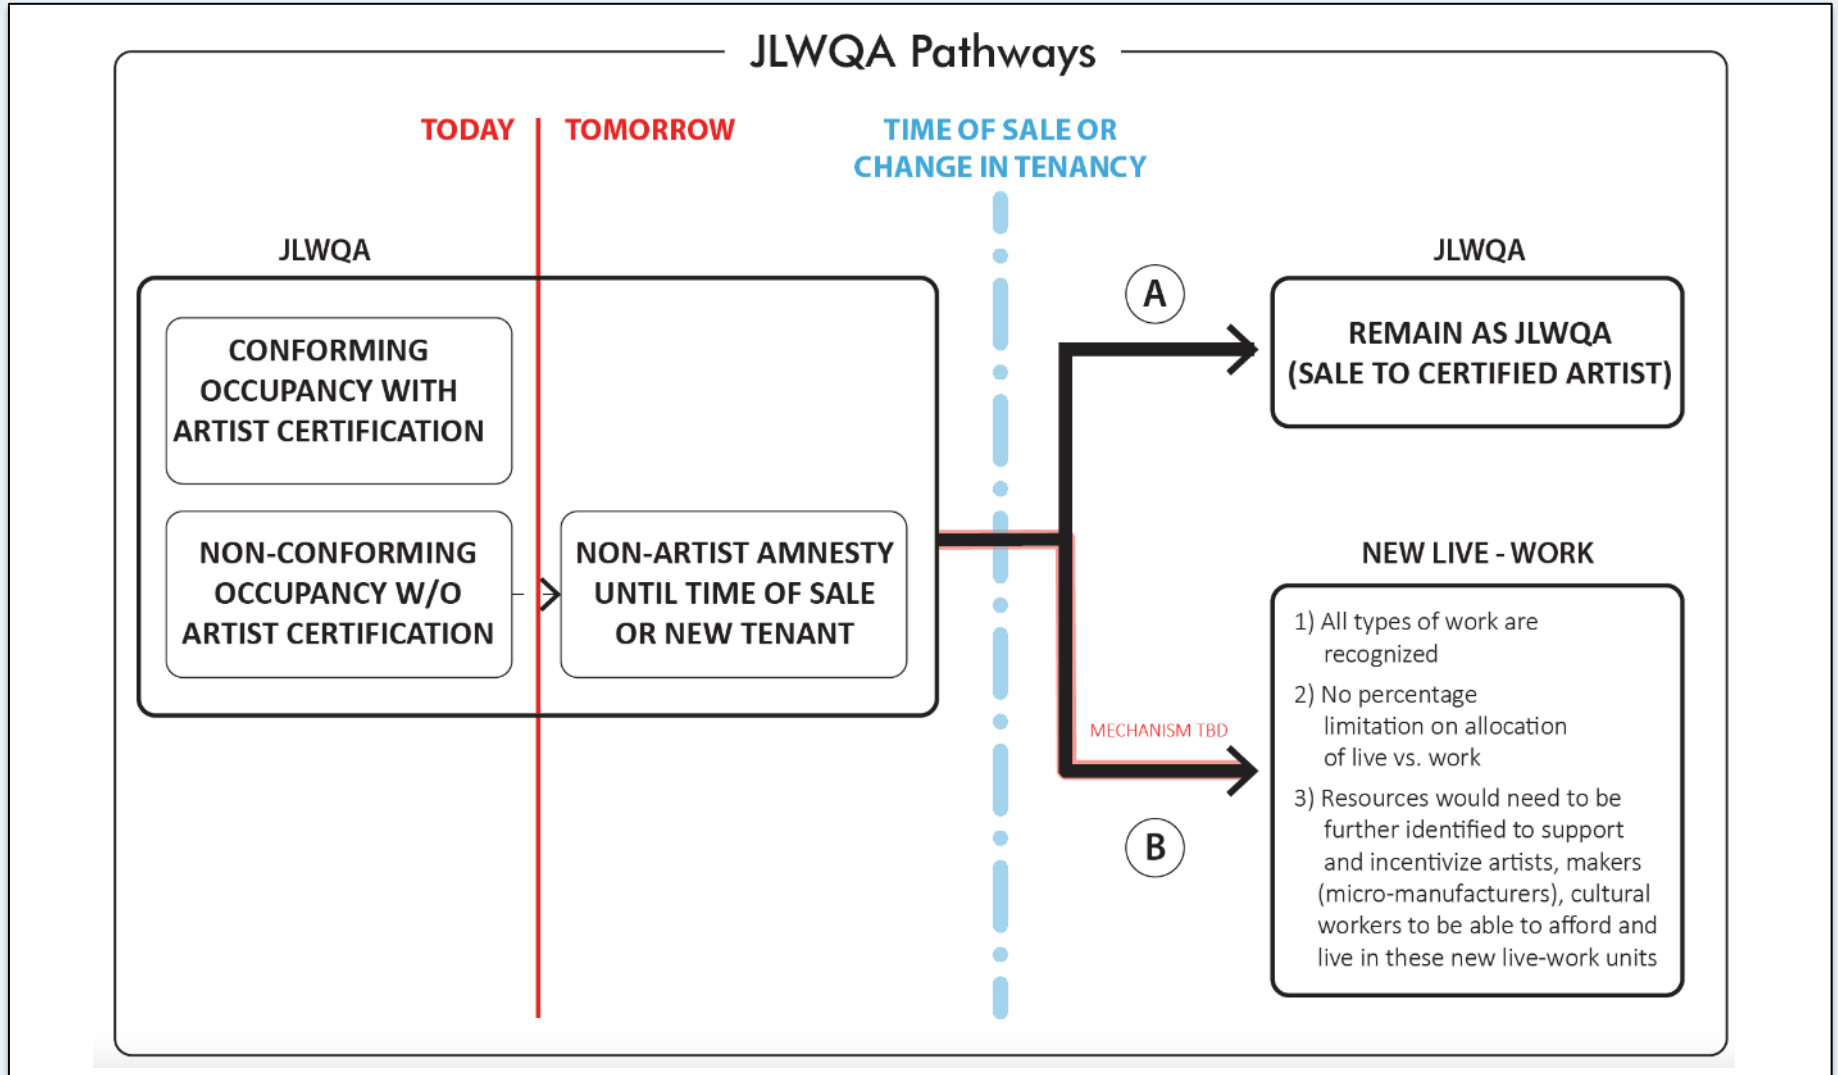 JLWQA Pathways
TODAY
TOMORROW
TIME OF SALE OR
CHANGE IN TENANCY
JLWQA
CONFORMING
OCCUPANCY WITH
ARTIST CERTIFICATION
NON-CONFORMING
OCCUPANCY W/O
ARTIST CERTIFICATION
NON-ARTIST AMNESTY
UNTIL TIME OF SALE
OR NEW TENANT
A
JLWQA
REMAIN AS JLWQA
(SALE TO CERTIFIED ARTIST)
MECHANISM TBD
B
NEW LIVE - WORK
1) All types of work are
recognized
2) No percentage
limitation on allocation
of live vs. work
3) Resources would need to be
further identified to support
and incentivize artists, makers
(micro-manufacturers), cultural
workers to be able to afford and
live in these new live-work units